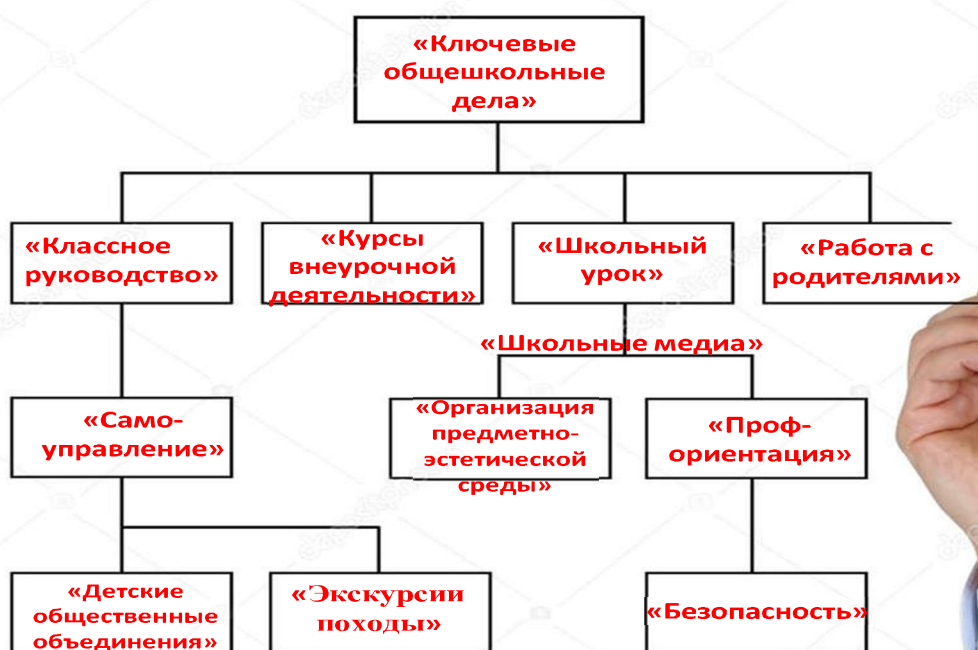 «Ключевые
общешкольные
дела»
«Классное
руководство»
«Курсы
внеурочной
деятельности»
«Школьный
урок»
«Работа с
родителями»
«Школьные медиа»
«Само-
управление»
«Организация
предметно-
эстетической
среды»
«Проф-
ориентация»
«Детские
общественные
объединения»
«Экскурсии
походы»
«Безопасность»